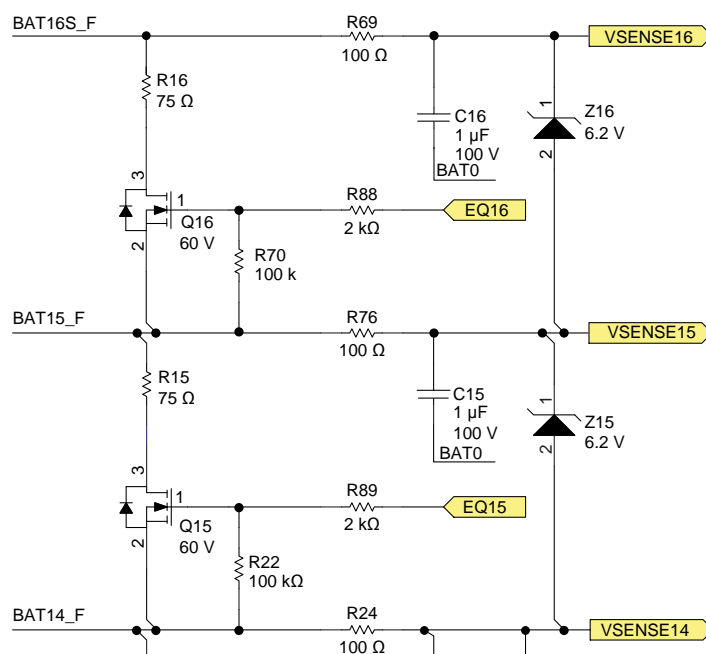 BAT16S_F
R69
100 Ω
VSENSE16
R16
75 Ω
C16
1 µF
100 V
BAT0
1
2
Z16
6.2 V
3
1
Q16
60 V
2
R88
2 kΩ
EQ16
R70
100 k
BAT15_F
R76
100 Ω
VSENSE15
R15
75 Ω
C15
1 µF
100 V
BAT0
1
2
Z15
6.2 V
3
1
Q15
60 V
2
R89
2 kΩ
EQ15
R22
100 kΩ
BAT14_F
R24
100 Ω
VSENSE14